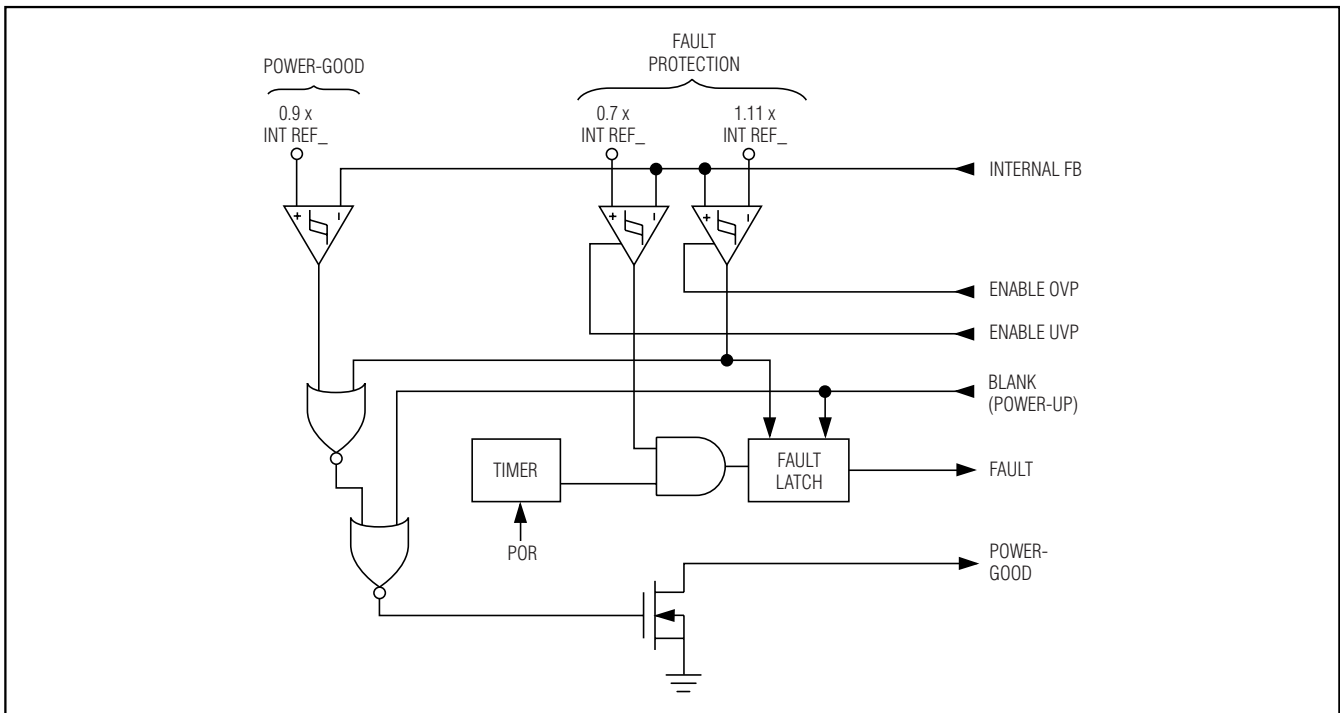 FAULT
PROTECTION
POWER-GOOD
0.9 x
INT REF_
0.7 x
INT REF_
1.11 x
INT REF_
INTERNAL FB
+ –
+ –
+ –
ENABLE OVP
ENABLE UVP
BLANK
(POWER-UP)
TIMER
FAULT
LATCH
FAULT
POR
POWER-
GOOD